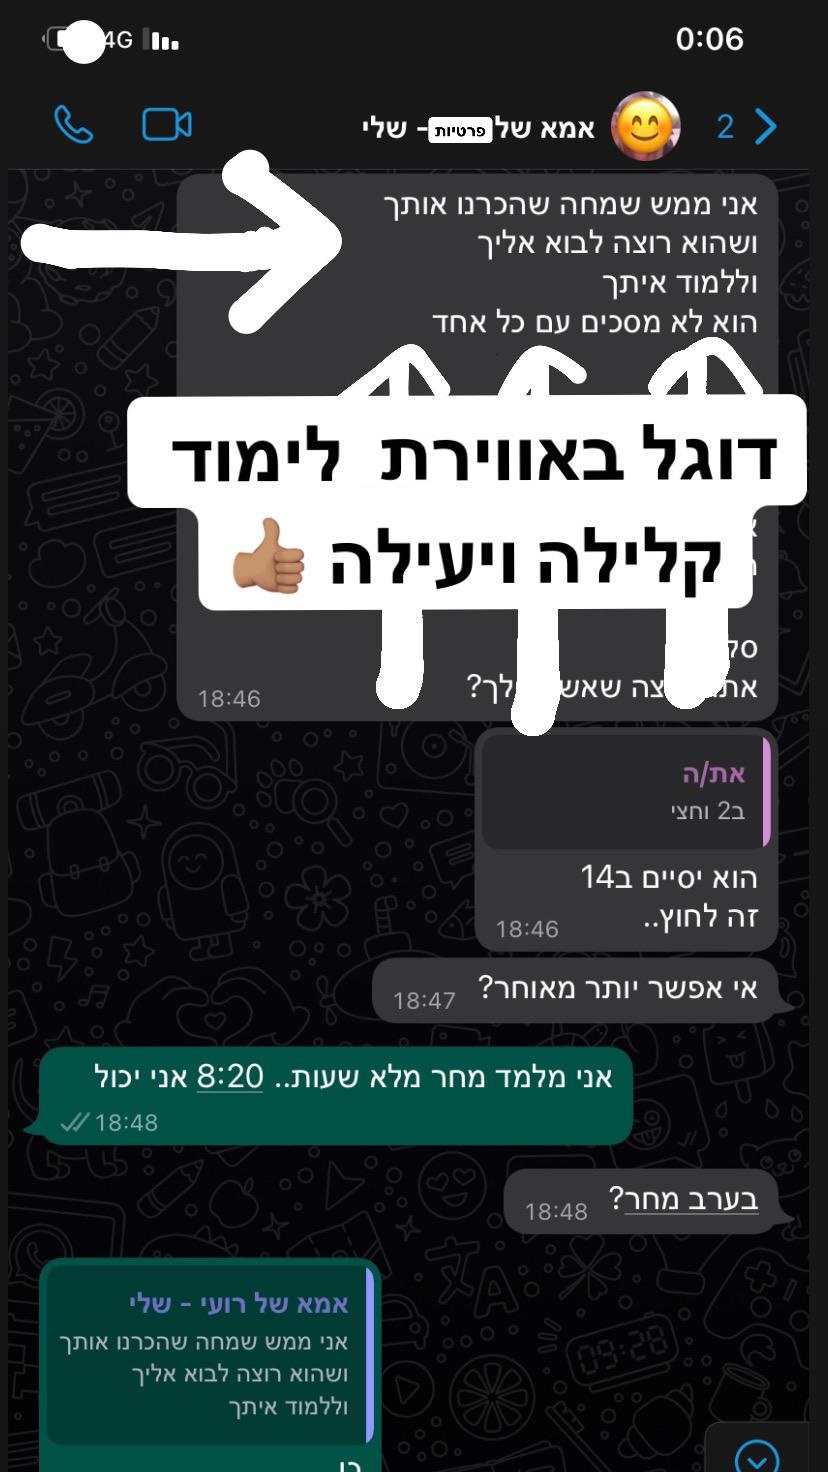 4G
0:06
2
אמא של פרטיות - שלי
אני ממש שמחה שהכרנו אותך
ושהוא רוצה לבוא אליך
וללמוד איתך
הוא לא מסכים עם כל אחד
דוגל באווירת לימוד
קלילה ויעילה
לך?
18:46
את/ה
ב2 וחצי
הוא יסיים ב14
זה לחוץ..
18:46
אי אפשר יותר מאוחר?
18:47
אני מלמד מחר מלא שעות.. 8:20 אני יכול
18:48
בערב מחר?
18:48
אמא של רועי - שלי
אני ממש שמחה שהכרנו אותך
ושהוא רוצה לבוא אליך
וללמוד איתך
09:28